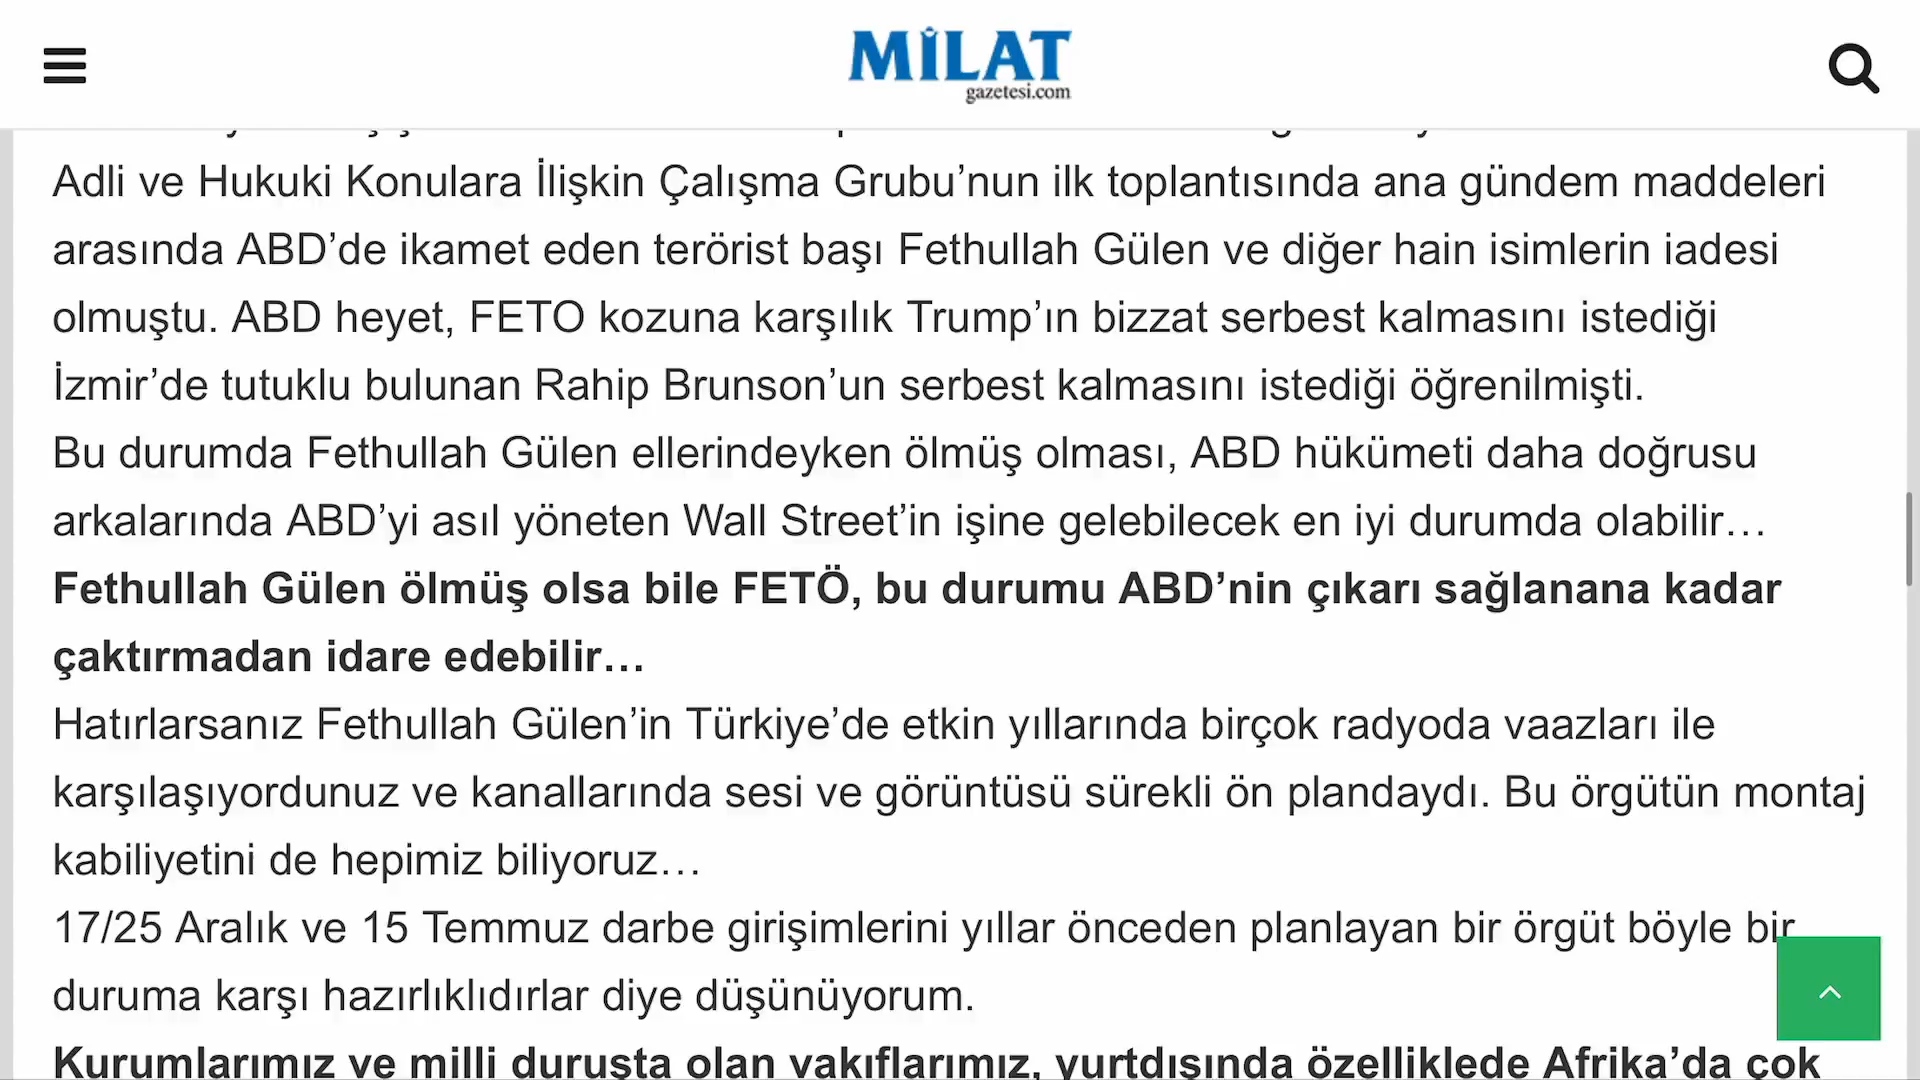 MİLAT
gazetesi.com
Adli ve Hukuki Konulara İlişkin Çalışma Grubu’nun ilk toplantısında ana gündem maddeleri
arasında ABD’de ikamet eden terörist başı Fethullah Gülen ve diğer hain isimlerin iadesi
olmuştu. ABD heyet, FETO kozuna karşılık Trump’ın bizzat serbest kalmasını istediği
İzmir’de tutuklu bulunan Rahip Brunson’un serbest kalmasını istediği öğrenilmişti.
Bu durumda Fethullah Gülen ellerindeyken ölmüş olması, ABD hükümeti daha doğrusu
arkalarında ABD’yi asıl yöneten Wall Street’in işine gelebilecek en iyi durumda olabilir…
Fethullah Gülen ölmüş olsa bile FETÖ, bu durumu ABD’nin çıkarı sağlanana kadar
çaktırmadan idare edebilir…
Hatırlarsanız Fethullah Gülen’in Türkiye’de etkin yıllarında birçok radyoda vaazları ile
karşılaşıyordunuz ve kanallarında sesi ve görüntüsü sürekli ön plandaydı. Bu örgütün montaj
kabiliyetini de hepimiz biliyoruz…
17/25 Aralık ve 15 Temmuz darbe girişimlerini yıllar önceden planlayan bir örgüt böyle bir
duruma karşı hazırlıklıdırlar diye düşünüyorum.
Kurumlarımız ve milli duruşta olan vakıflarımız, yurtdışında özelliklede Afrika’da çok